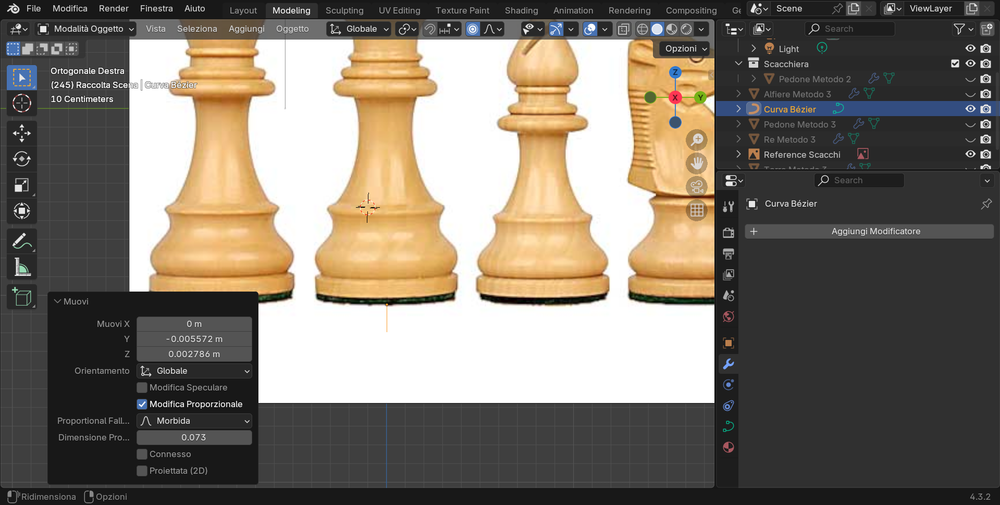 File Modifica Render Finestra Aiuto Layout Modeling Sculpting UV Editing Texture Paint Shading Animation Rendering Compositing Ge Scene ViewLayer
Modalità Oggetto Vista Seleziona Aggiungi Oggetto Globale Search
Opzioni
Ortogonale Destra
(245) Raccolta Scena | Curva Bézier
10 Centimeters
Z
X
Y
Light
Scacchiera
Pedone Metodo 2
Alfiere Metodo 3
Curva Bézier
Pedone Metodo 3
Re Metodo 3
Reference Scacchi
Torre Metodo 3
Search
Curva Bézier
Aggiungi Modificatore
Muovi
Muovi X 0 m
Y -0.005572 m
Z 0.002786 m
Orientamento Globale
Modifica Speculare
Modifica Proporzionale
Proportional Fall... Morbida
Dimensione Pro... 0.073
Connesso
Proiettata (2D)
Ridimensiona Opzioni 4.3.2